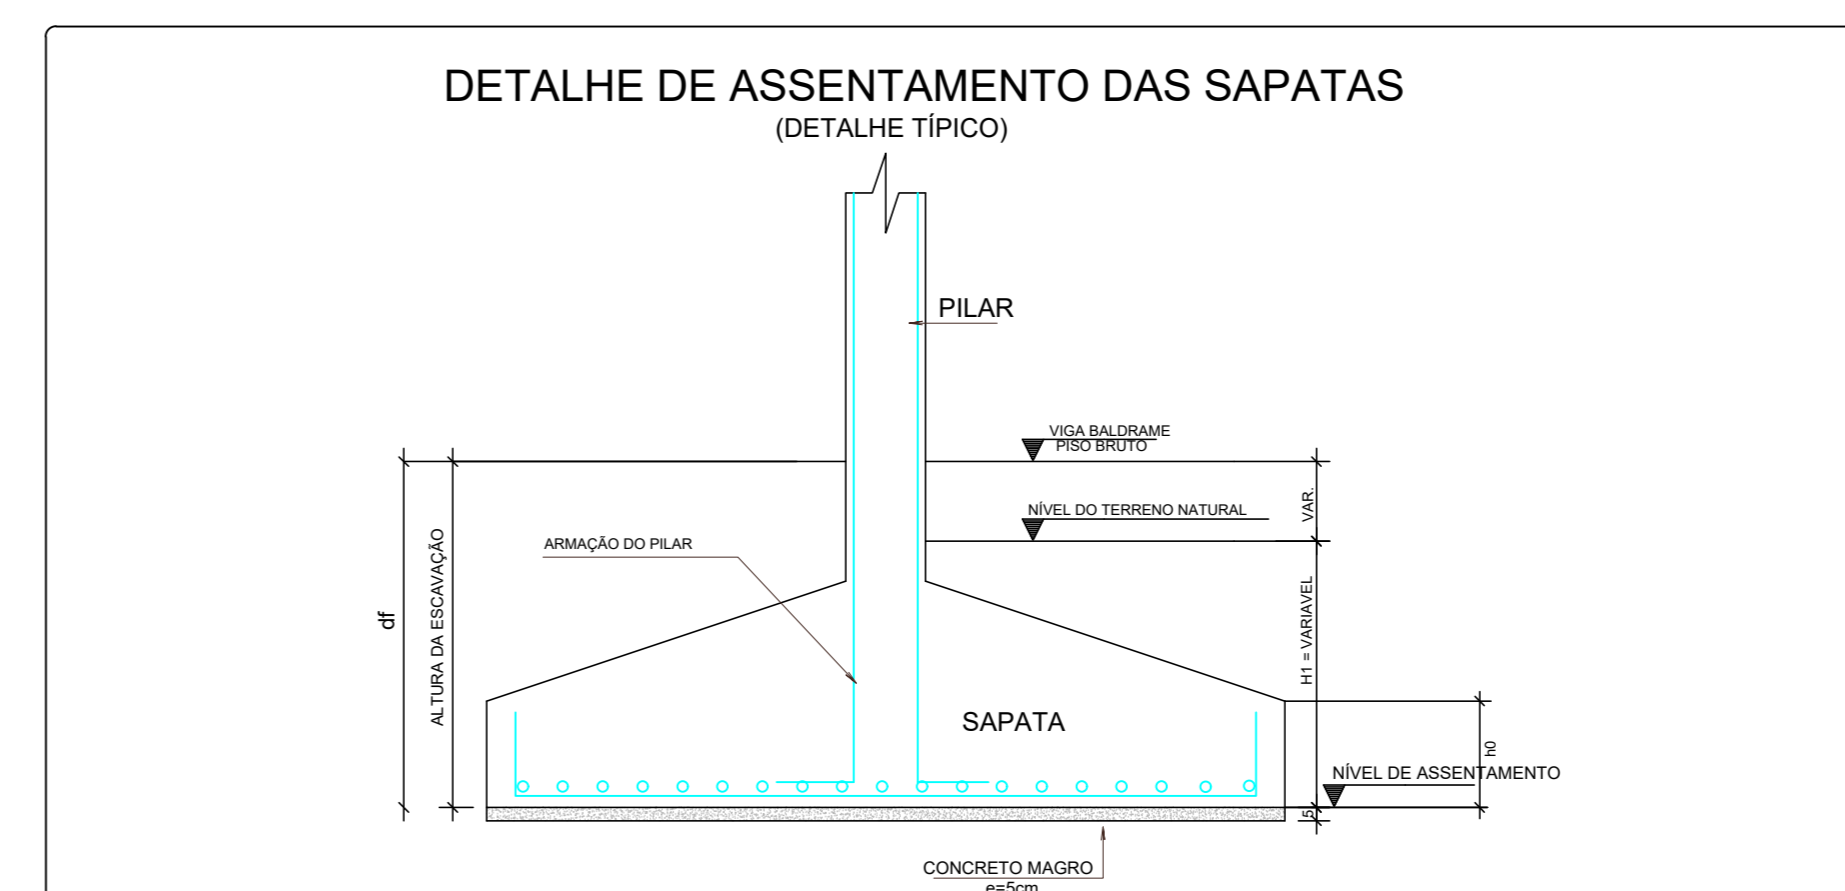 DETALHE DE ASSENTAMENTO DAS SAPATAS
(DETALHE TÍPICO)
PILAR
VIGA BALDRAME
PISO BRUTO
VAR.
NÍVEL DO TERRENO NATURAL
ARMAÇÃO DO PILAR
df
ALTURA DA ESCAVAÇÃO
H1 = VARIAVEL
SAPATA
h0
NÍVEL DE ASSENTAMENTO
5
CONCRETO MAGRO
e=5cm